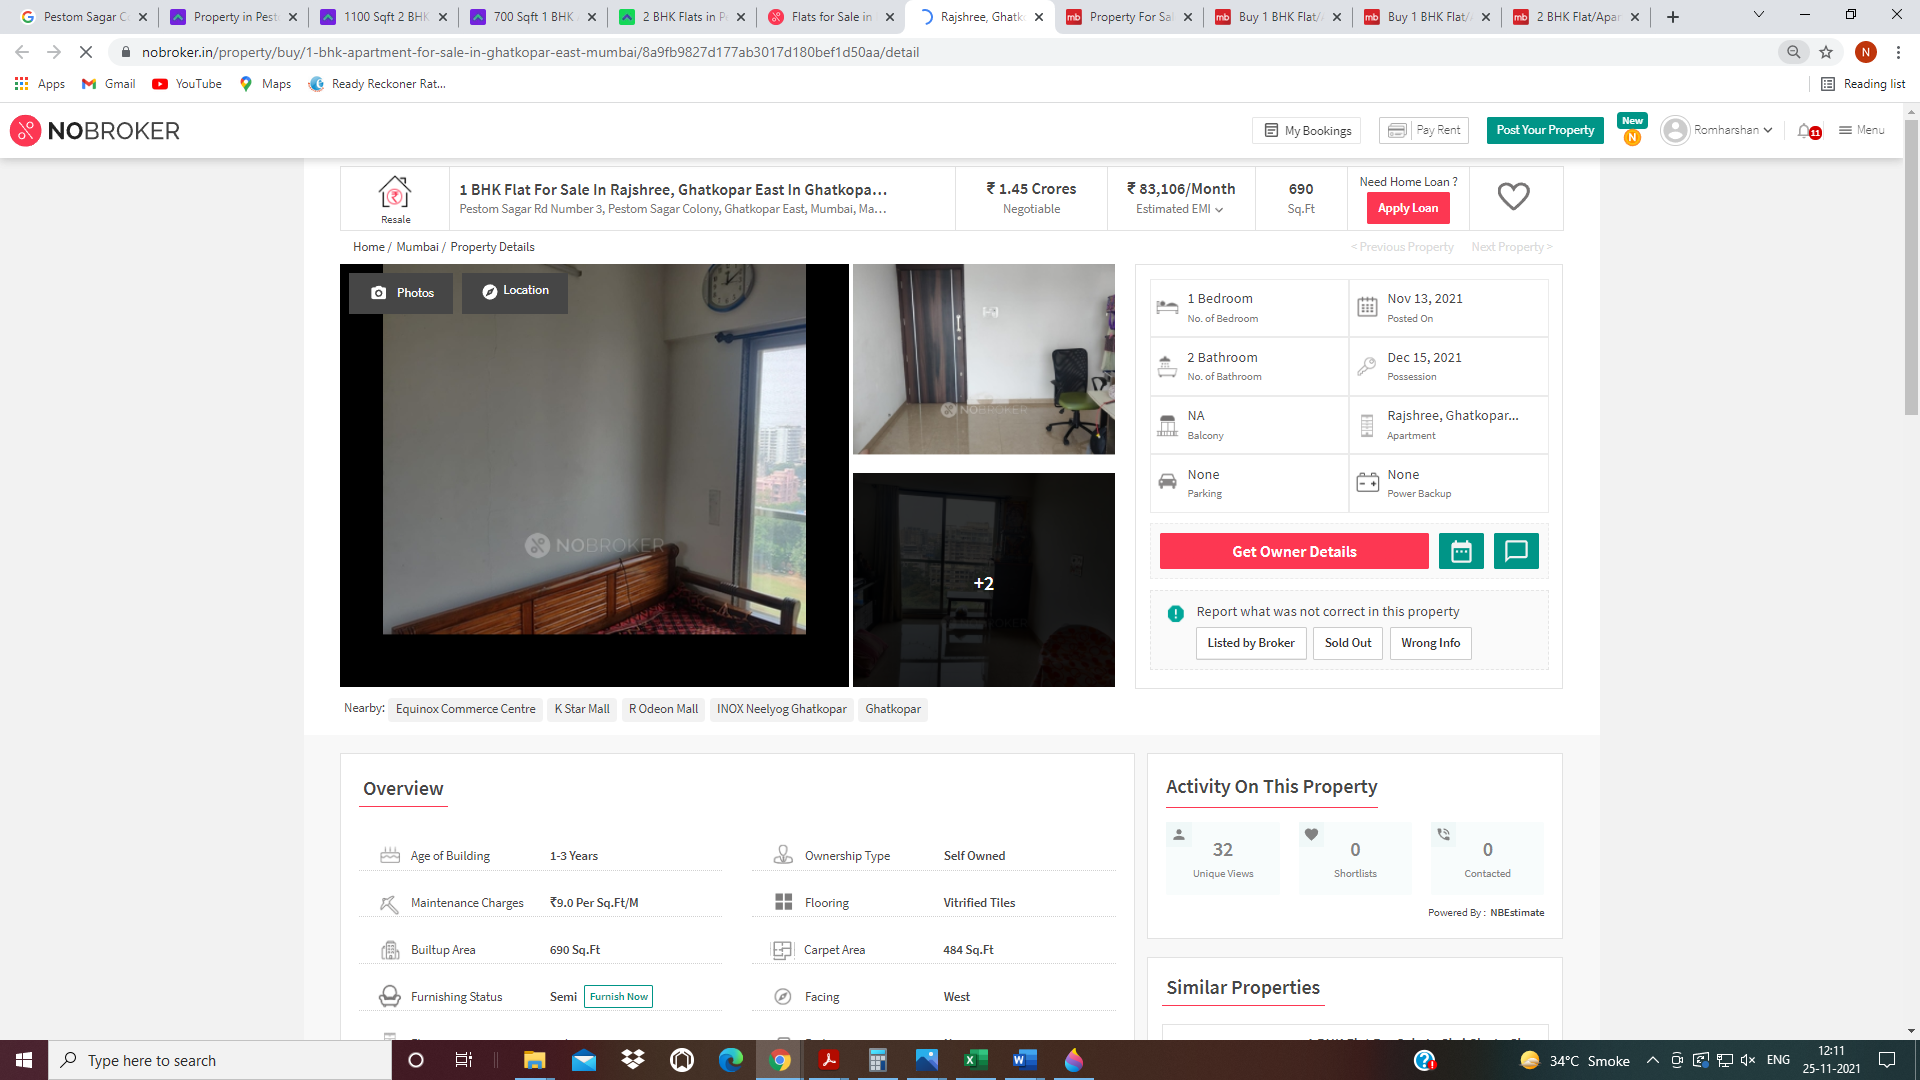 Pestom Sagar Co
Property in Pest
1100 Sqft 2 BHK
700 Sqft 1 BHK
2 BHK Flats in P
Flats for Sale in
Rajshree, Ghatk
Property For Sal
Buy 1 BHK Flat/
Buy 1 BHK Flat/
2 BHK Flat/Apar
nobroker.in/property/buy/1-bhk-apartment-for-sale-in-ghatkopar-east-mumbai/8a9fb9827d177ab3017d180bef1d50aa/detail
N
Apps
Gmail
YouTube
Maps
Ready Reckoner Rat...
Reading list
NOBROKER
My Bookings
Pay Rent
Post Your Property
New
N
Romharshan
11
Menu
Resale
1 BHK Flat For Sale In Rajshree, Ghatkopar East In Ghatkopa...
Pestom Sagar Rd Number 3, Pestom Sagar Colony, Ghatkopar East, Mumbai, Ma...
₹ 1.45 Crores
Negotiable
₹ 83,106/Month
Estimated EMI
690
Sq.Ft
Need Home Loan ?
Apply Loan
Home / Mumbai / Property Details
< Previous Property
Next Property >
Photos
Location
NOBROKER
NOBROKER
+2
1 Bedroom
No. of Bedroom
Nov 13, 2021
Posted On
2 Bathroom
No. of Bathroom
Dec 15, 2021
Possession
NA
Balcony
Rajshree, Ghatkopar...
Apartment
None
Parking
None
Power Backup
Get Owner Details
Report what was not correct in this property
Listed by Broker
Sold Out
Wrong Info
Nearby:
Equinox Commerce Centre
K Star Mall
R Odeon Mall
INOX Neelyog Ghatkopar
Ghatkopar
Overview
Age of Building
1-3 Years
Ownership Type
Self Owned
Maintenance Charges
₹9.0 Per Sq.Ft/M
Flooring
Vitrified Tiles
Builtup Area
690 Sq.Ft
Carpet Area
484 Sq.Ft
Furnishing Status
Semi
Furnish Now
Facing
West
Activity On This Property
32
Unique Views
0
Shortlists
0
Contacted
Powered By : NBEstimate
Similar Properties
Type here to search
34°C Smoke
ENG
12:11
25-11-2021